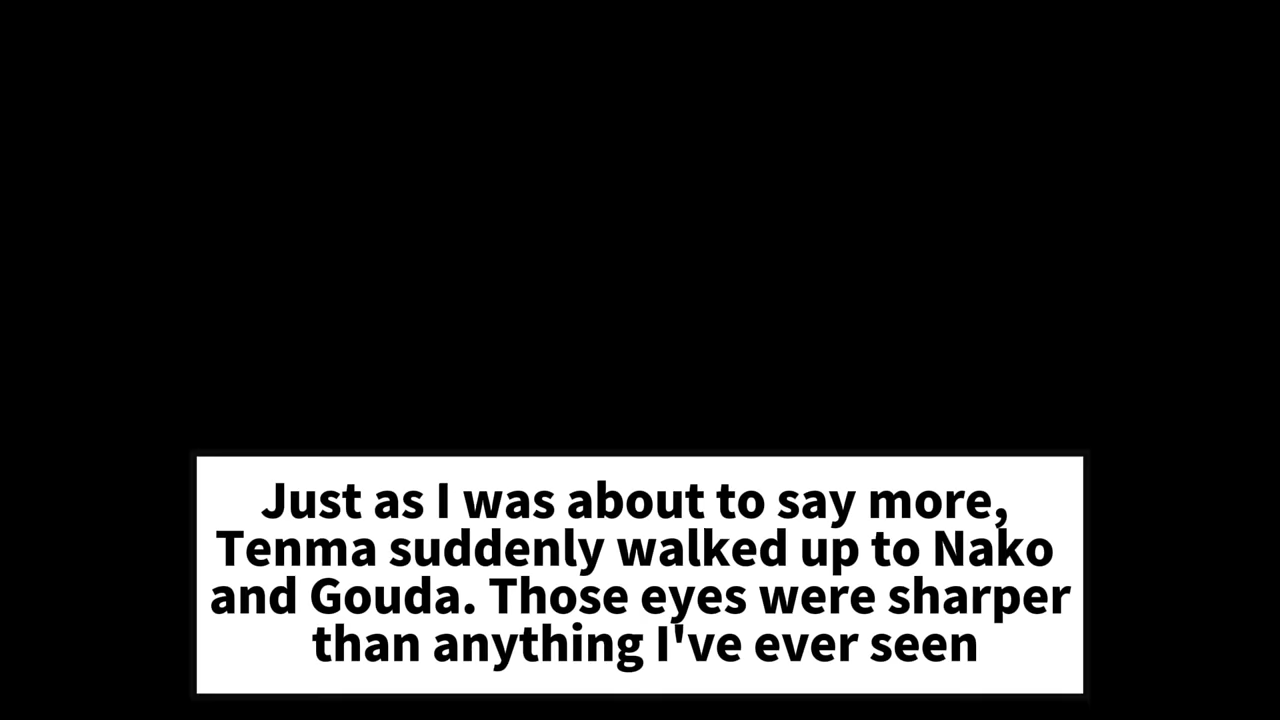 Just as I was about to say more,
Tenma suddenly walked up to Nako
and Gouda. Those eyes were sharper
than anything I've ever seen